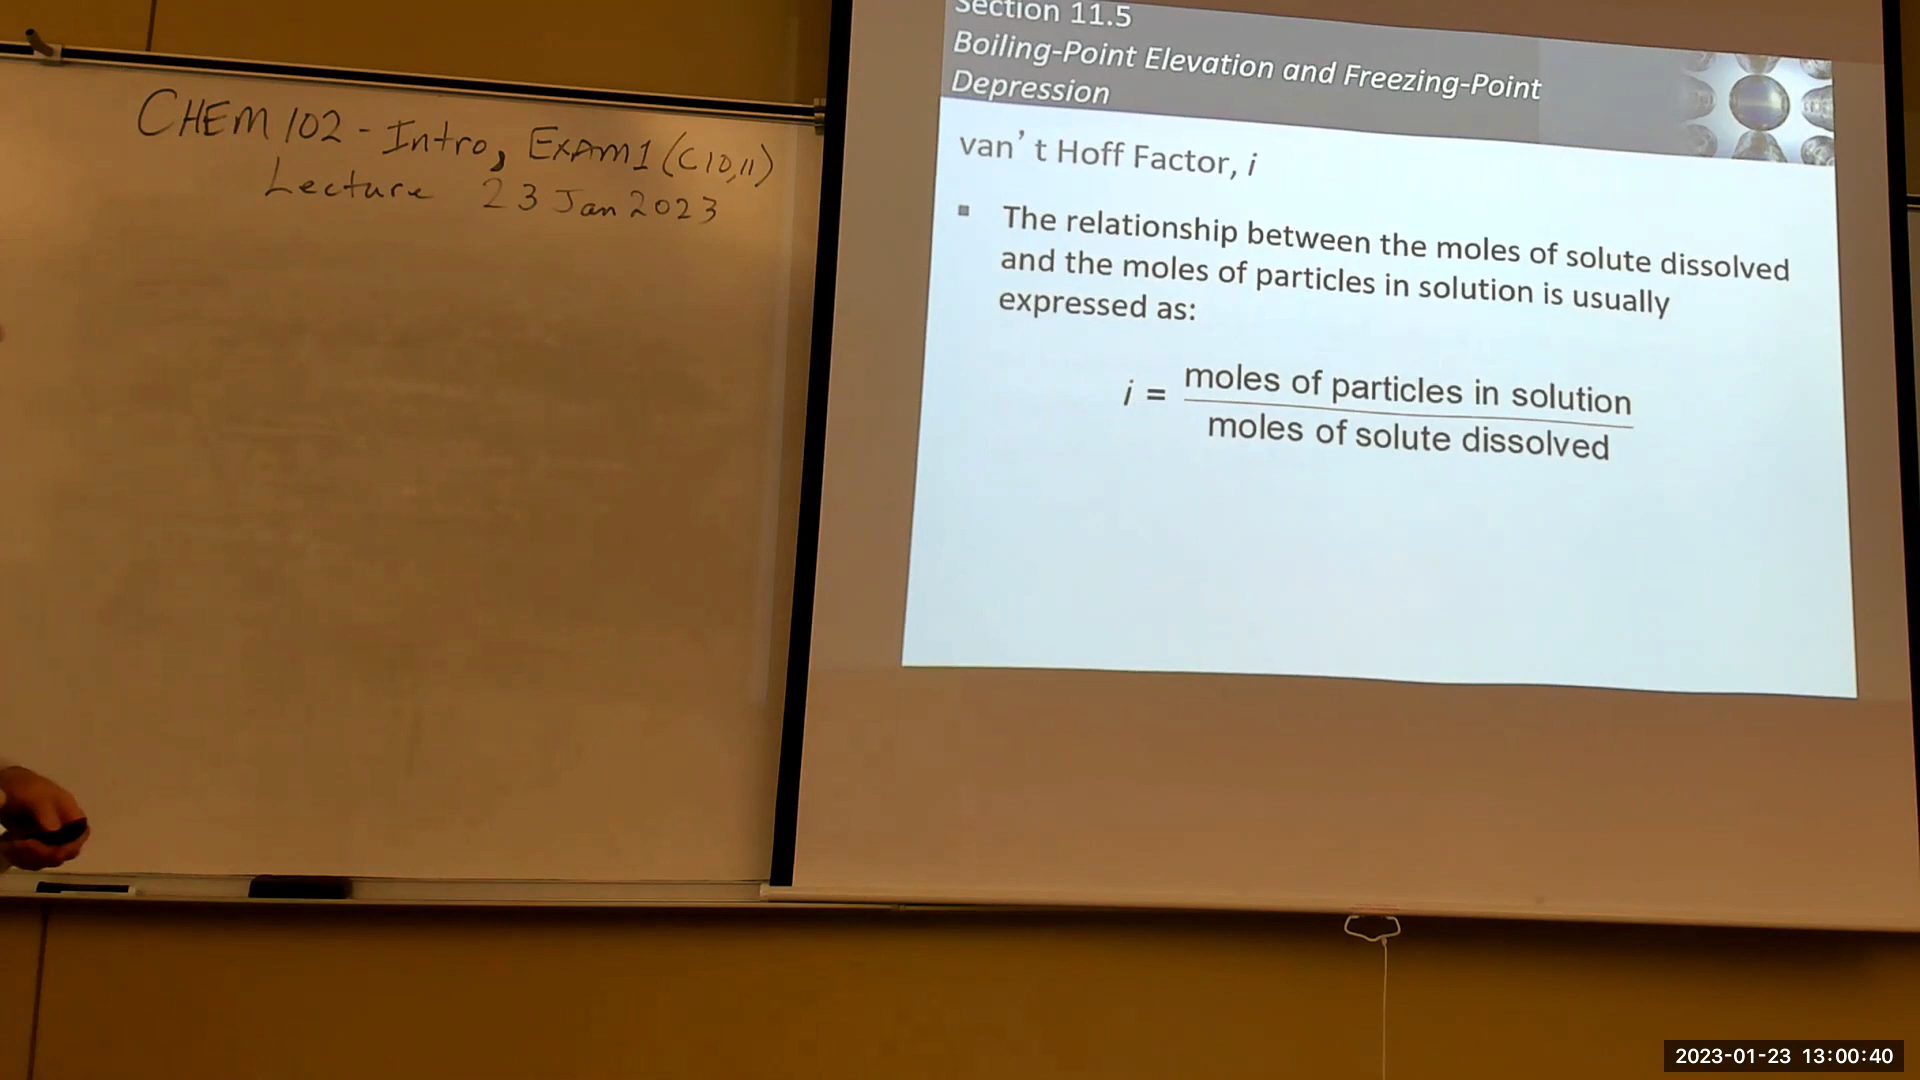 CHEM 102 - Intro, EXAM1 (C10,11)
Lecture 23 Jan 2023
Section 11.5
Boiling-Point Elevation and Freezing-Point
Depression
van't Hoff Factor, i
▪ The relationship between the moles of solute dissolved
and the moles of particles in solution is usually
expressed as:
i = moles of particles in solution
moles of solute dissolved
2023-01-23 13:00:40